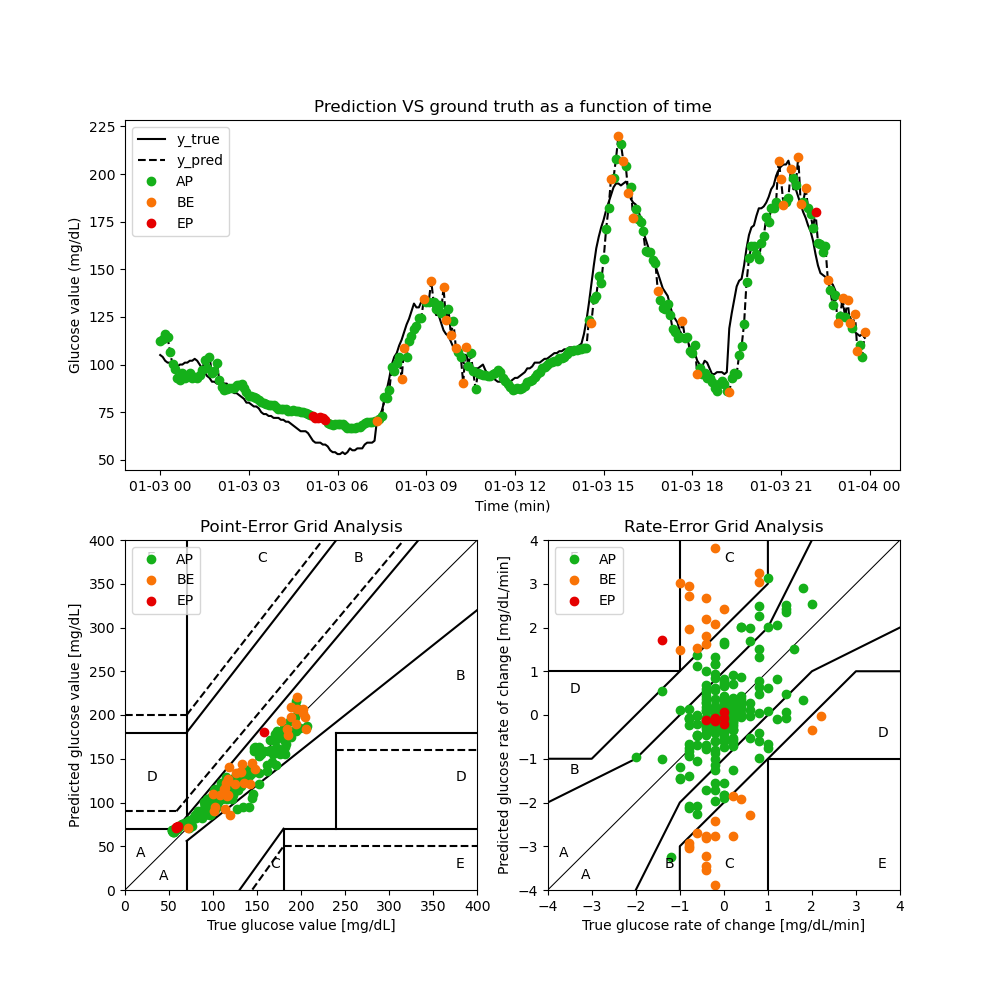 Prediction VS ground truth as a function of time
Glucose value (mg/dL)
225
200
175
150
125
100
75
50
y_true
y_pred
AP
BE
EP
01-03 00 01-03 03 01-03 06 01-03 09 01-03 12 01-03 15 01-03 18 01-03 21 01-04 00
Time (min)
Point-Error Grid Analysis
Predicted glucose value [mg/dL]
400
350
300
250
200
150
100
50
0
AP
BE
EP
C B
B
D D
A
A C E
0 50 100 150 200 250 300 350 400
True glucose value [mg/dL]
Rate-Error Grid Analysis
Predicted glucose rate of change [mg/dL/min]
4
3
2
1
0
−1
−2
−3
−4
AP
BE
EP
C
D
D
B
A
A B C E
−4 −3 −2 −1 0 1 2 3 4
True glucose rate of change [mg/dL/min]